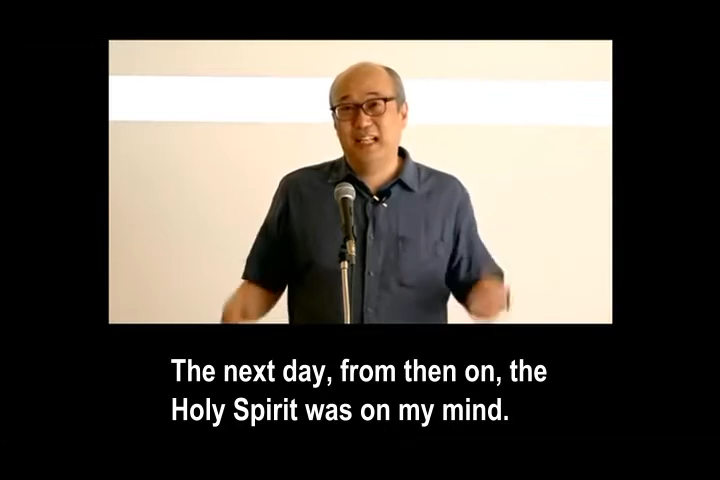 The next day, from then on, the
Holy Spirit was on my mind.